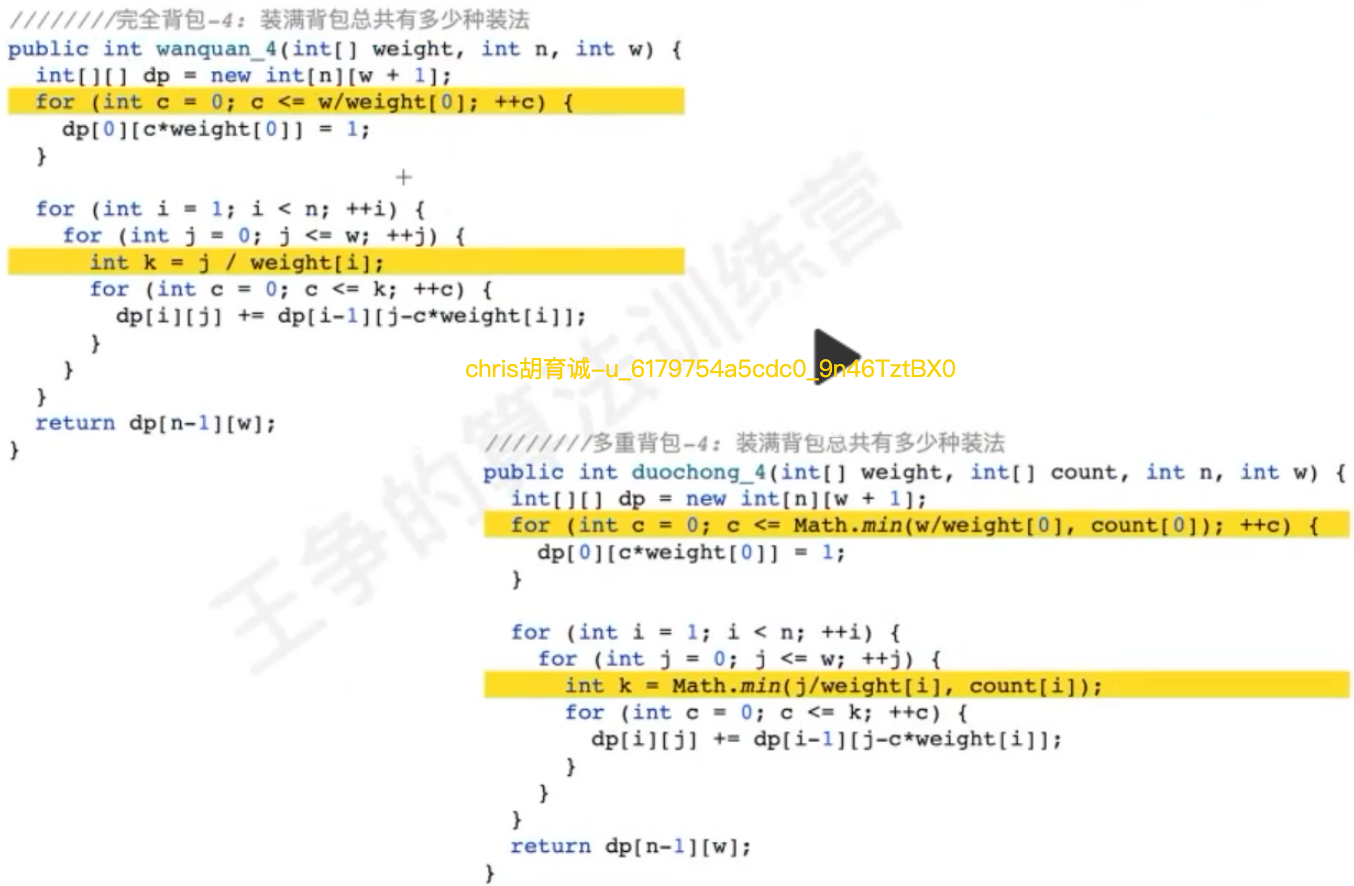 ////////完全背包-4：装满背包总共有多少种装法
public int wanquan_4(int[] weight, int n, int w) {
  int[][] dp = new int[n][w + 1];
  for (int c = 0; c <= w/weight[0]; ++c) {
    dp[0][c*weight[0]] = 1;
  }

  for (int i = 1; i < n; ++i) {
    for (int j = 0; j <= w; ++j) {
      int k = j / weight[i];
      for (int c = 0; c <= k; ++c) {
        dp[i][j] += dp[i-1][j-c*weight[i]];
      }
    }
  }
  return dp[n-1][w];
}
chris胡育诚-u_6179754a5cdc0_9n46TztBX0
王争的算法训练营
////////多重背包-4：装满背包总共有多少种装法
public int duochong_4(int[] weight, int[] count, int n, int w) {
  int[][] dp = new int[n][w + 1];
  for (int c = 0; c <= Math.min(w/weight[0], count[0]); ++c) {
    dp[0][c*weight[0]] = 1;
  }

  for (int i = 1; i < n; ++i) {
    for (int j = 0; j <= w; ++j) {
      int k = Math.min(j/weight[i], count[i]);
      for (int c = 0; c <= k; ++c) {
        dp[i][j] += dp[i-1][j-c*weight[i]];
      }
    }
  }
  return dp[n-1][w];
}